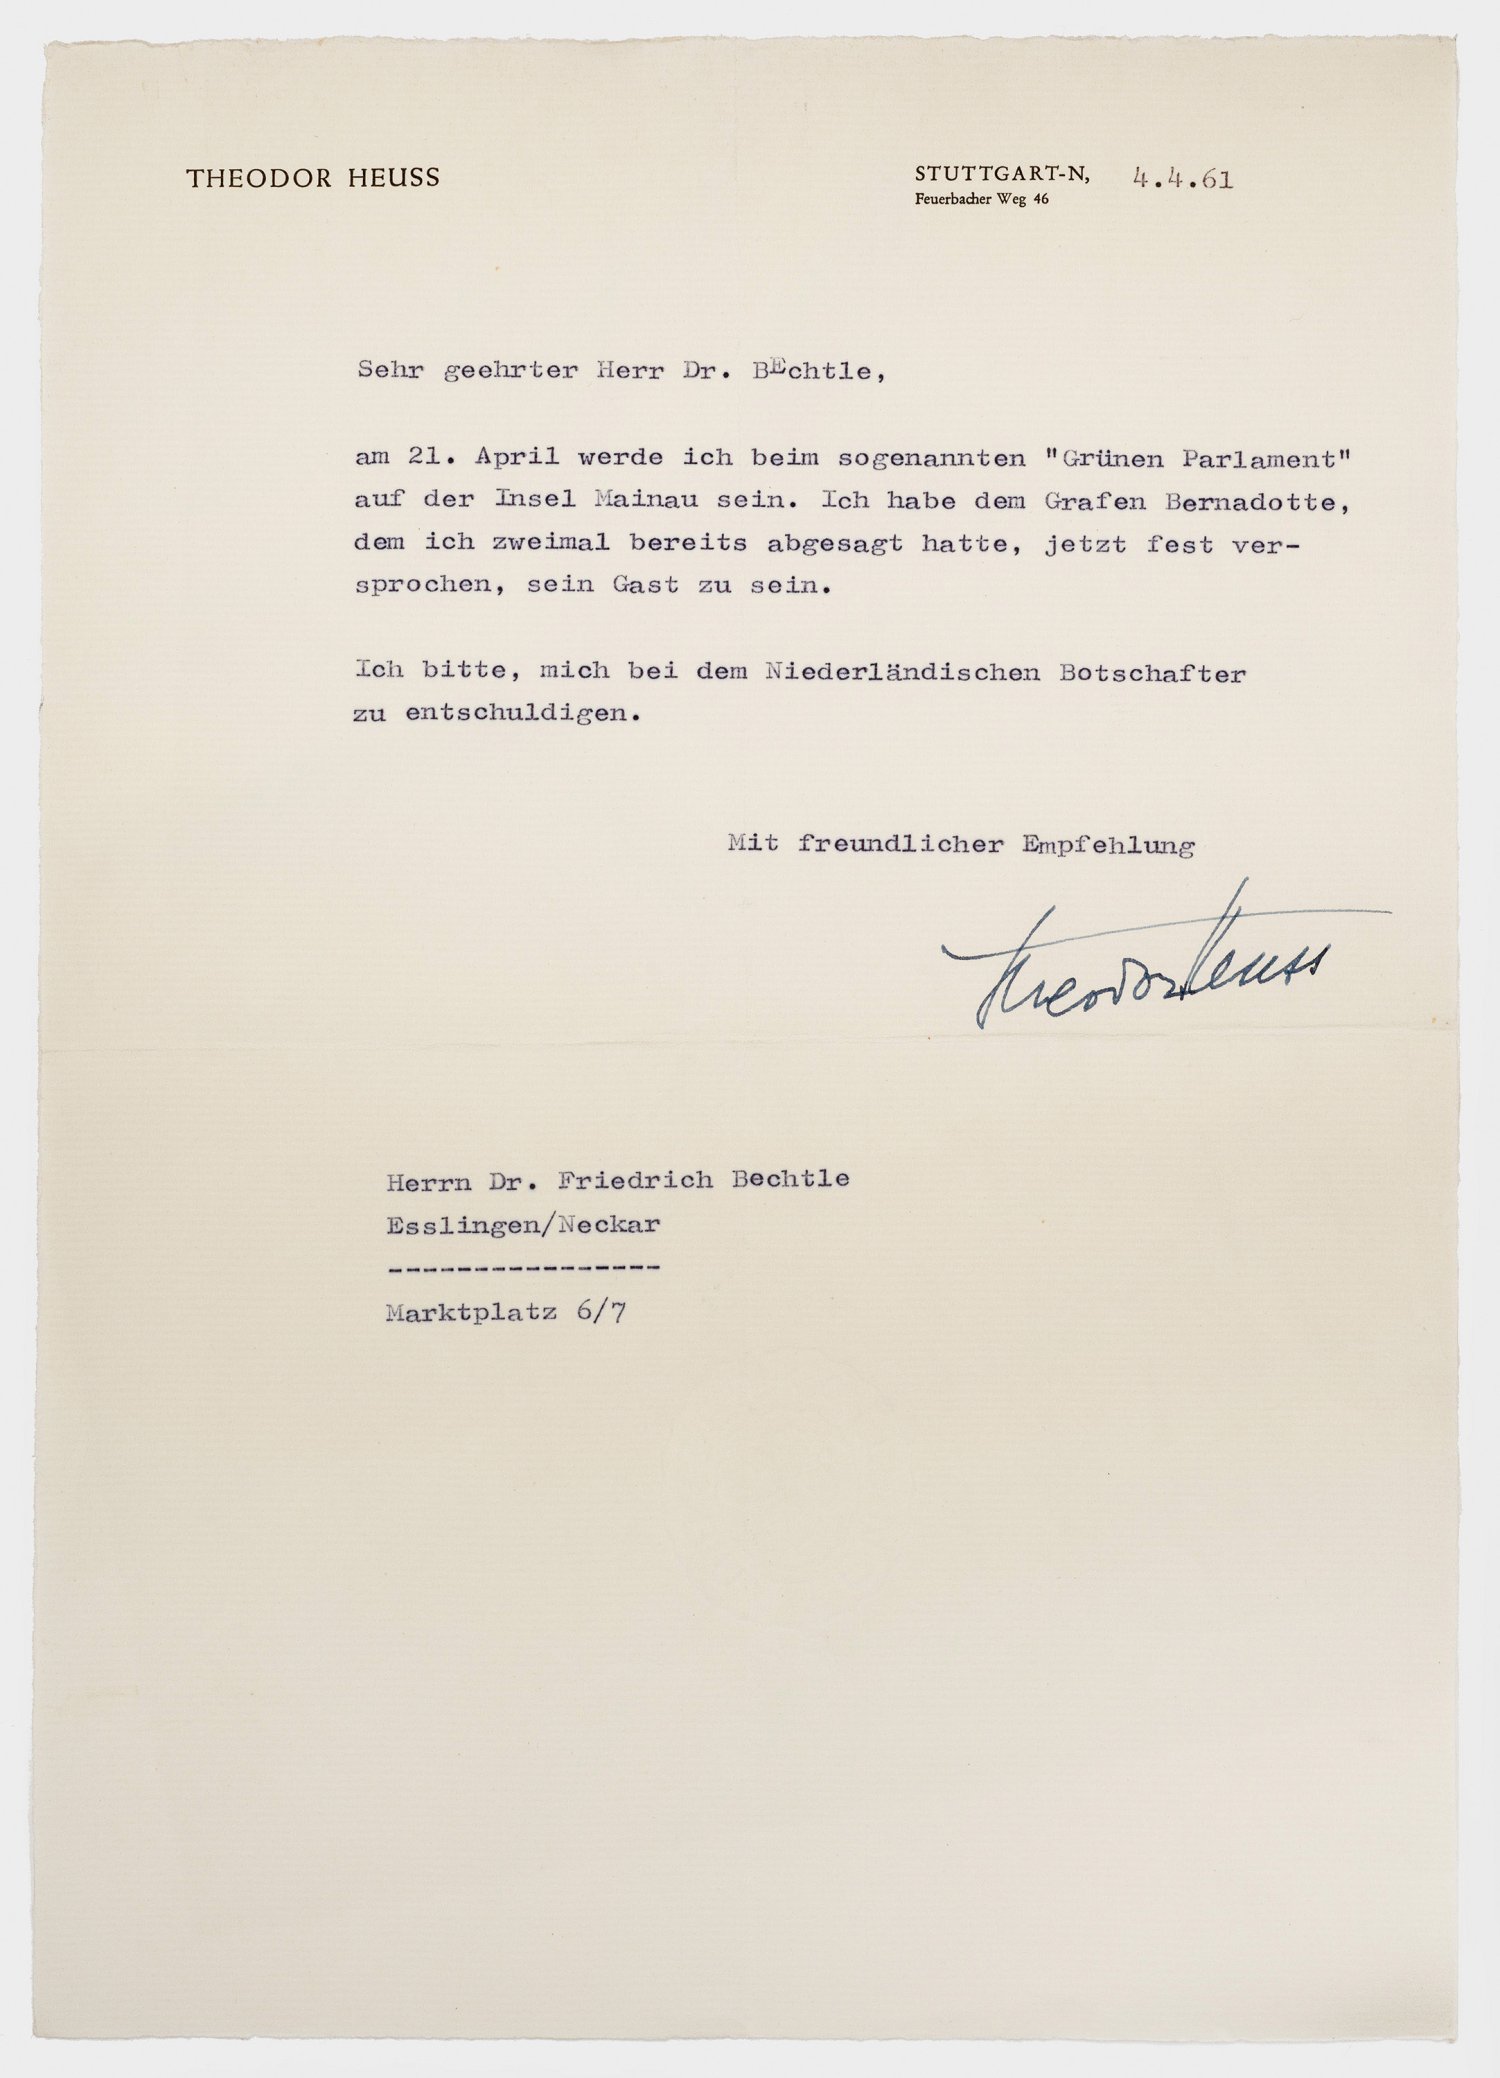 THEODOR HEUSS
STUTTGART-N, 4.4.61
Feuerbacher Weg 46
Sehr geehrter Herr Dr. BEchtle,
am 21. April werde ich beim sogenannten "Grünen Parlament"
auf der Insel Mainau sein. Ich habe dem Grafen Bernadotte,
dem ich zweimal bereits abgesagt hatte, jetzt fest ver-
sprochen, sein Gast zu sein.
Ich bitte, mich bei dem Niederländischen Botschafter
zu entschuldigen.
Mit freundlicher Empfehlung
Theodor Heuss
Herrn Dr. Friedrich Bechtle
Esslingen/Neckar
----------------
Marktplatz 6/7